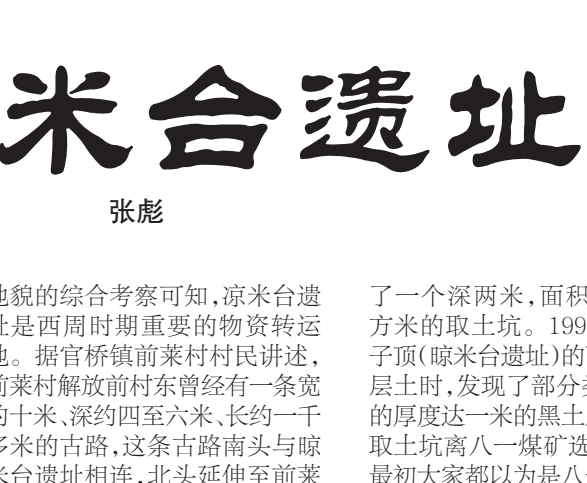 米台遗址
张彪
地貌的综合考察可知,凉米台遗
址是西周时期重要的物资转运
地。据官桥镇前莱村村民讲述,
前莱村解放前村东曾经有一条宽
约十米、深约四至六米、长约一千
多米的古路,这条古路南头与晾
米台遗址相连,北头延伸至前莱
了一个深两米,面积
方米的取土坑。199
子顶(晾米台遗址)的
层土时,发现了部分类
的厚度达一米的黑土
取土坑离八一煤矿选
最初大家都以为是八